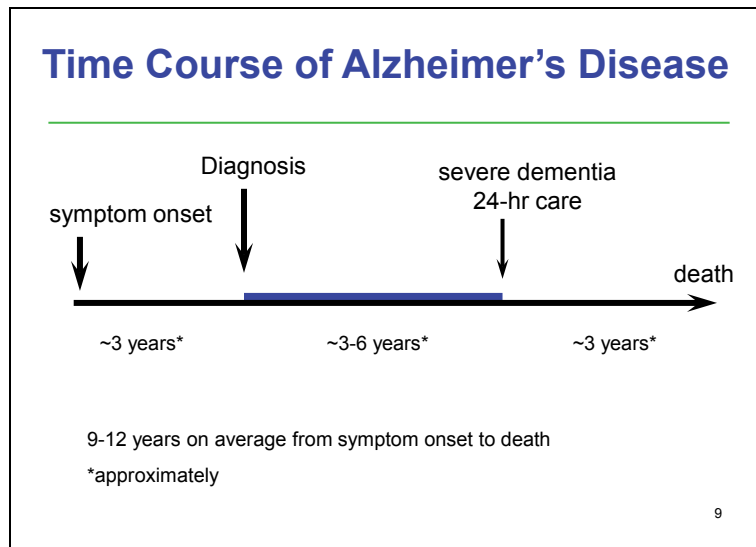 Time Course of Alzheimer’s Disease
Diagnosis
severe dementia
24-hr care
symptom onset
death
~3 years*
~3-6 years*
~3 years*
9-12 years on average from symptom onset to death
*approximately
9